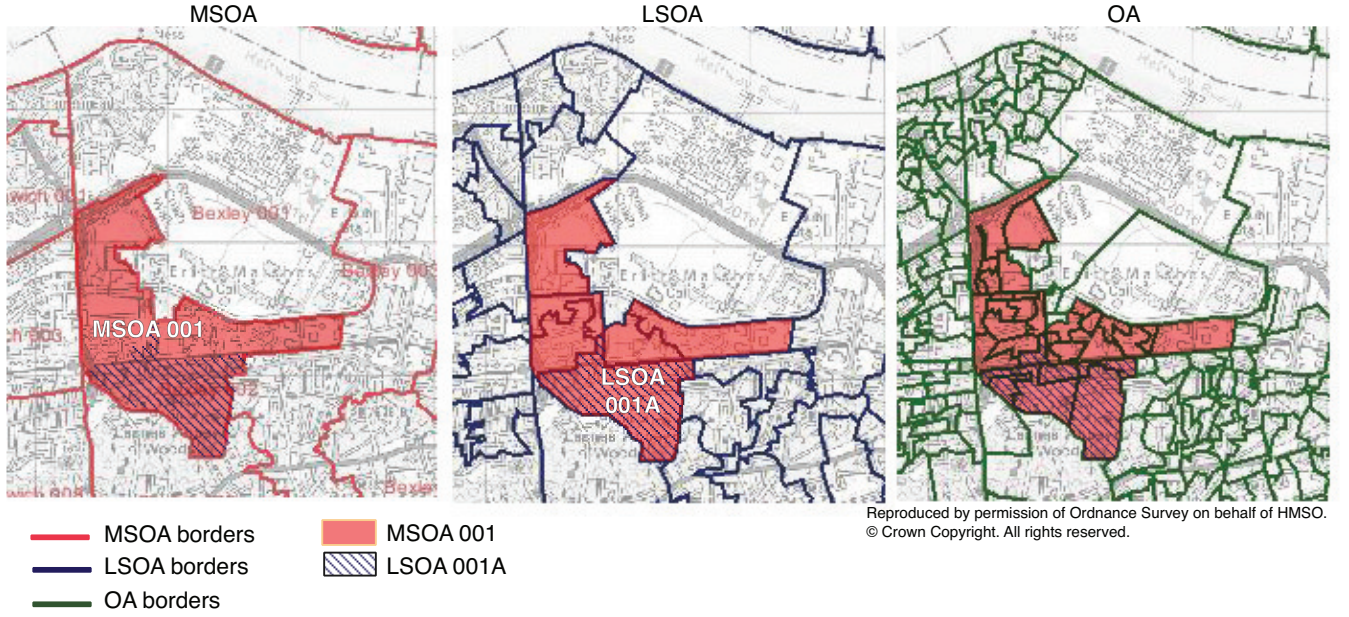 MSOA
LSOA
OA
Bexley 001
MSOA 001
LSOA
001A
Reproduced by permission of Ordnance Survey on behalf of HMSO.
© Crown Copyright. All rights reserved.
MSOA borders
MSOA 001
LSOA borders
LSOA 001A
OA borders